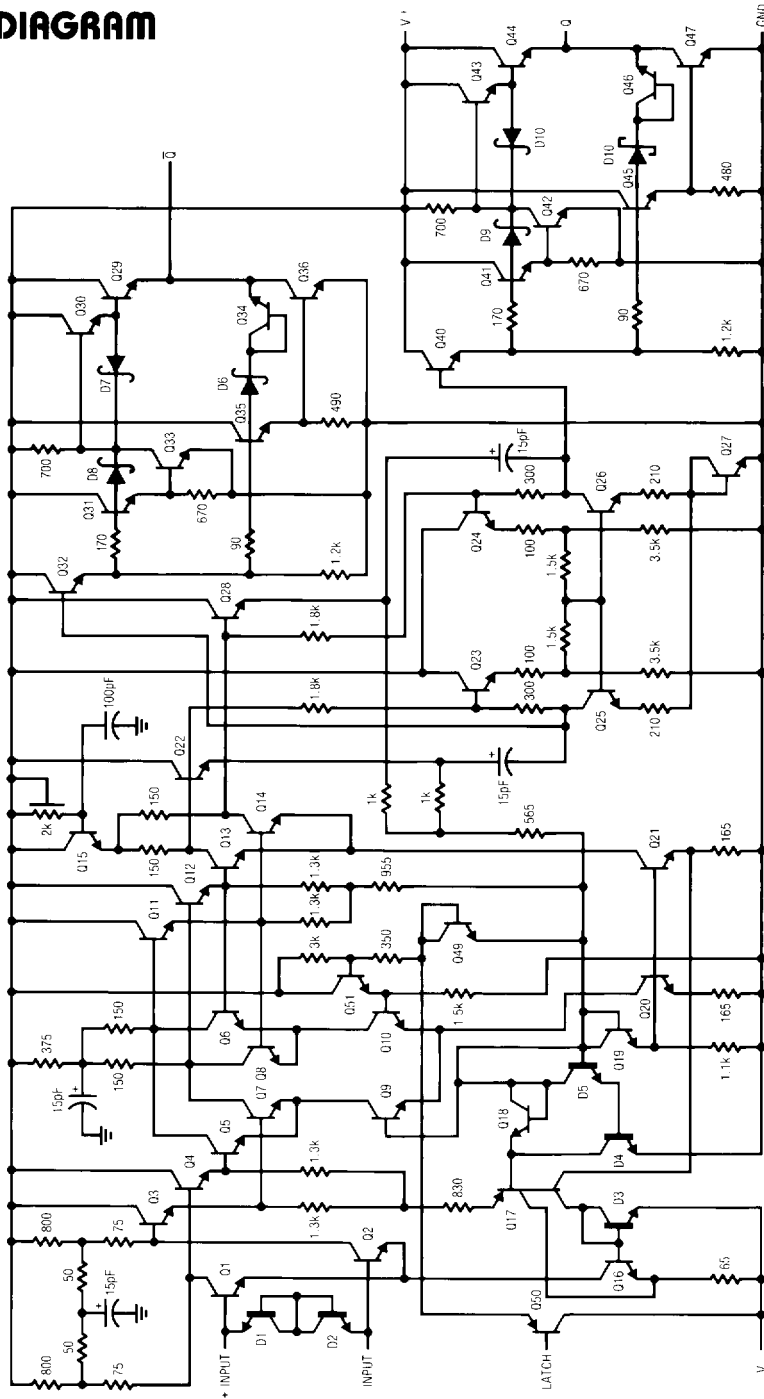 DIAGRAM
V+
Q43
Q44
Q
Q46
Q47
GND
D10
D10
Q45
480
700
D9
Q42
Q41
670
170
90
Q40
1.2k
Q̅
Q29
Q30
D7
Q34
Q36
D6
Q35
490
700
D8
Q33
Q31
670
170
90
Q32
1.2k
Q28
1.8k
15pF
300
Q26
210
Q27
Q24
100
3.5k
1.5k
1.5k
1.8k
Q23
100
300
3.5k
Q25
210
100pF
Q22
15pF
1k
1k
565
2k
Q15
150
150
Q14
Q13
Q12
Q11
1.3k
1.3k
955
Q21
165
3k
350
Q49
Q51
1.5k
Q10
Q20
165
375
150
150
15pF
Q6
Q8
Q7
Q5
Q9
Q19
1.1k
D5
Q18
D4
Q4
Q3
1.3k
1.3k
830
Q17
D3
800
75
50
15pF
50
800
75
Q1
Q2
D1
D2
Q16
65
Q50
+ INPUT
INPUT
LATCH
V